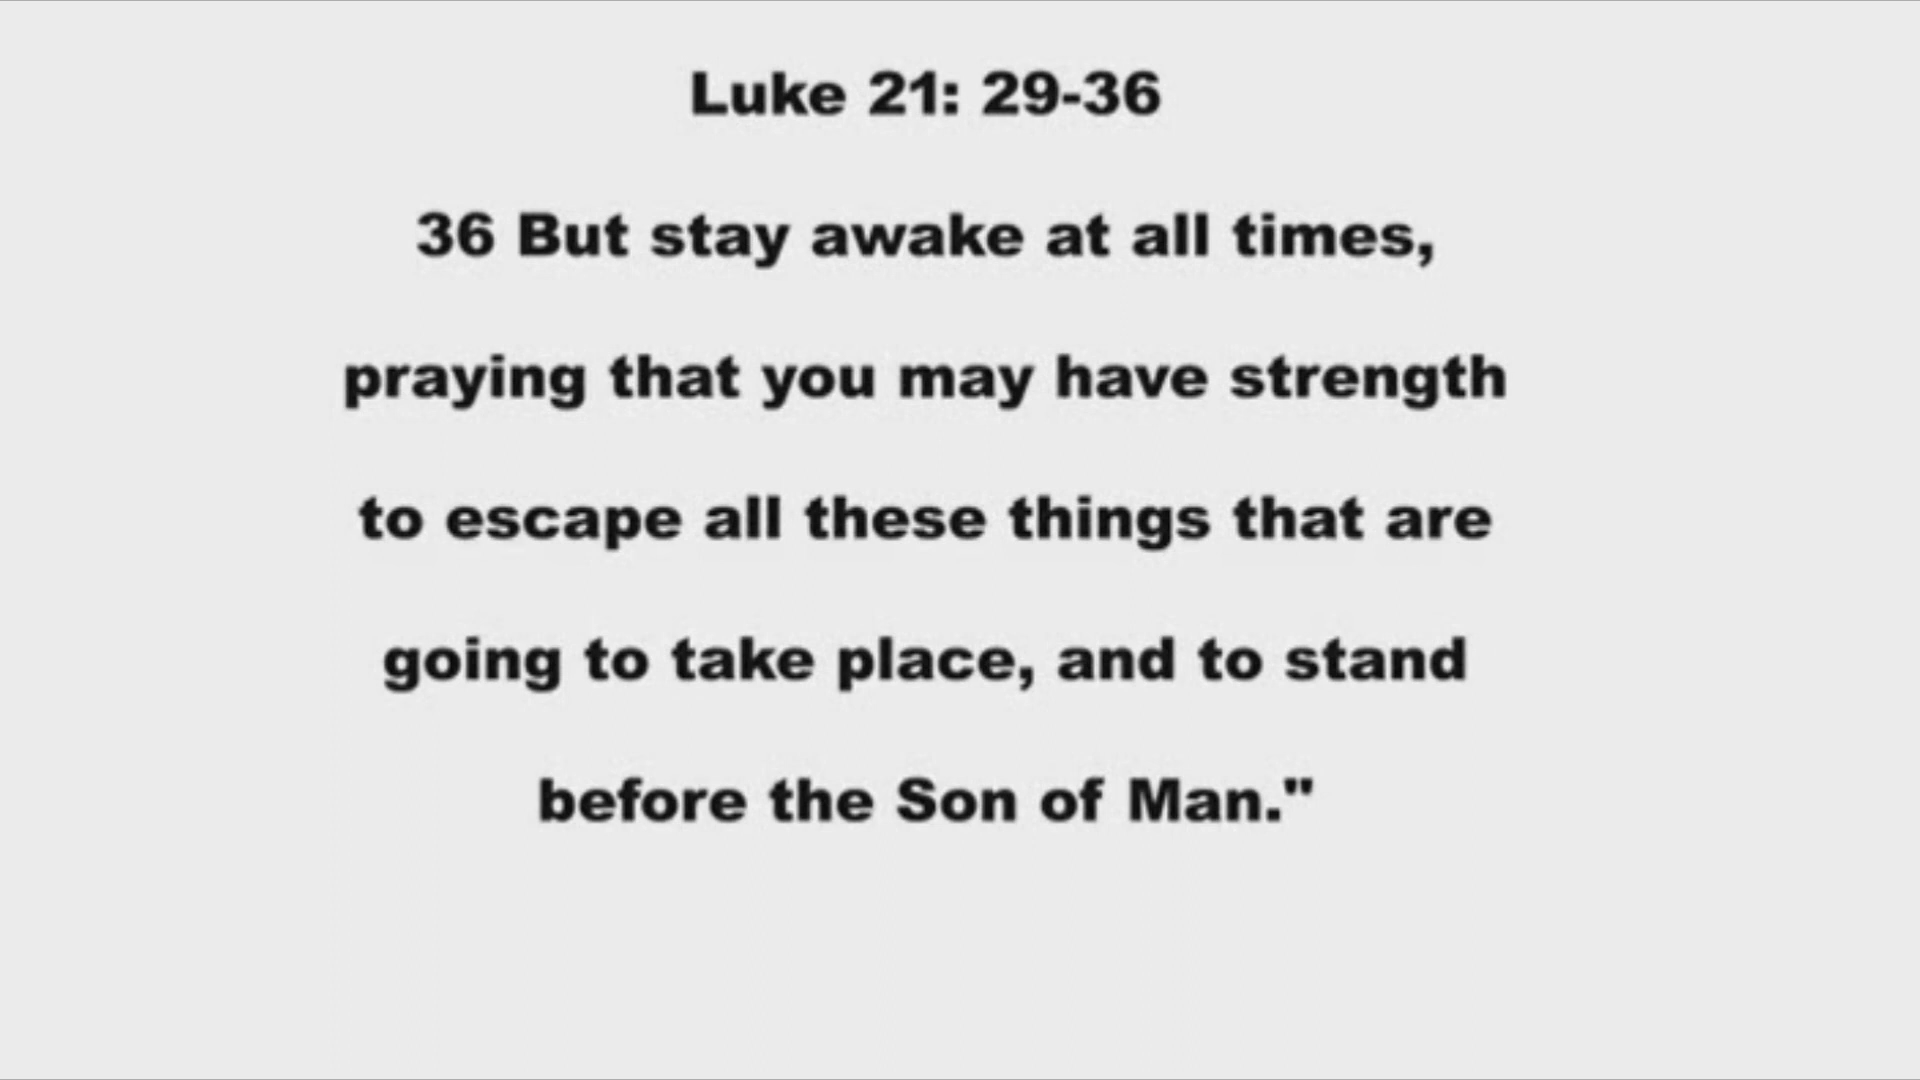 Luke 21: 29-36
36 But stay awake at all times,
praying that you may have strength
to escape all these things that are
going to take place, and to stand
before the Son of Man."